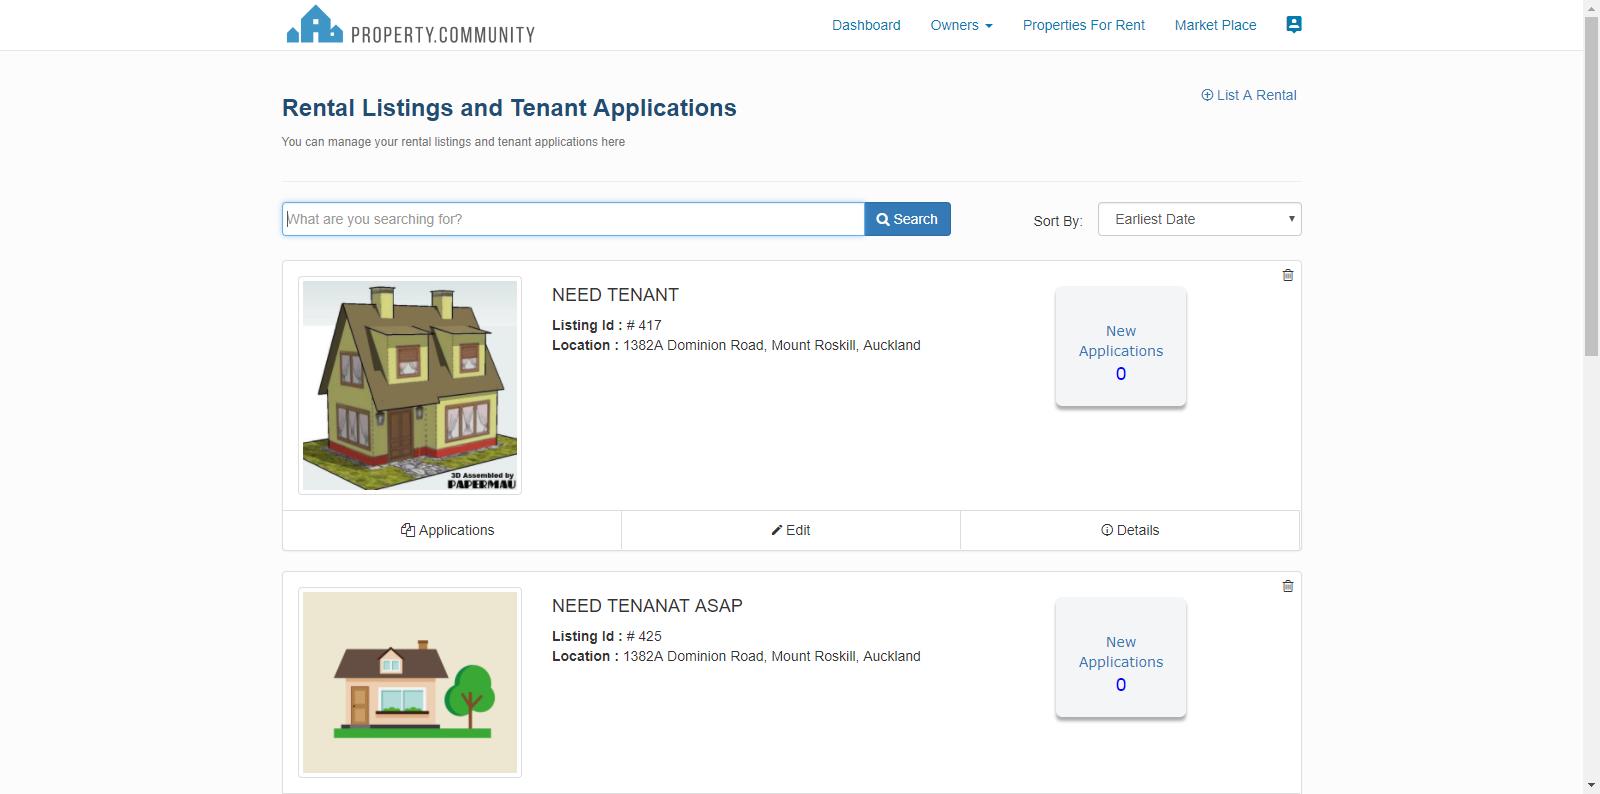 PROPERTY.COMMUNITY
Dashboard Owners Properties For Rent Market Place
Rental Listings and Tenant Applications
List A Rental
You can manage your rental listings and tenant applications here
What are you searching for? Search Sort By: Earliest Date
NEED TENANT
Listing Id : # 417
Location : 1382A Dominion Road, Mount Roskill, Auckland
New
Applications
0
3D Assembled by
PAPERMAU
Applications Edit Details
NEED TENANAT ASAP
Listing Id : # 425
Location : 1382A Dominion Road, Mount Roskill, Auckland
New
Applications
0